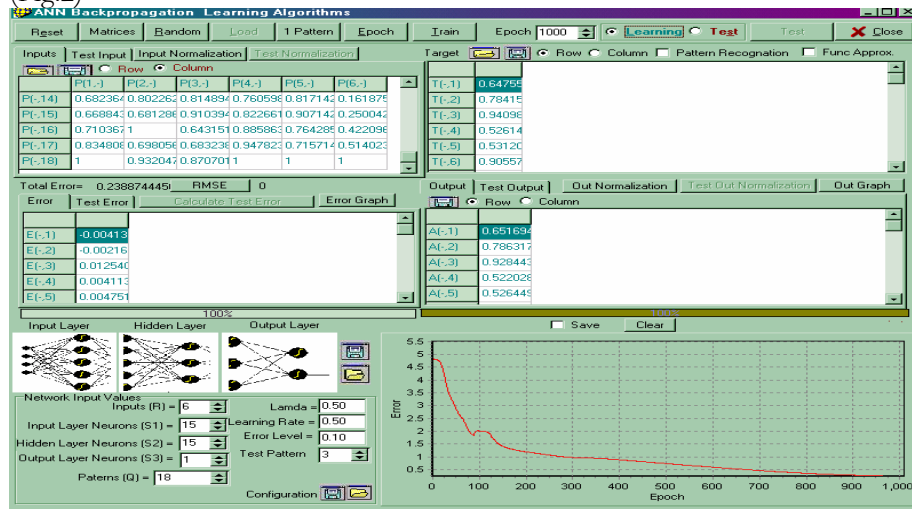 (Fig.2)
ANN Backpropagation Learning Algorithms
Reset Matrices Random Load 1 Pattern Epoch Train Epoch 1000 Learning Test Test Close
Inputs Test Input Input Normalization Test Normalization Target Row Column Pattern Recognation Func Approx.
Row Column
P(1,-) P(2,-) P(3,-) P(4,-) P(5,-) P(6,-)
P(-,14) 0.682364 0.802262 0.814894 0.760598 0.817142 0.161875
P(-,15) 0.668843 0.681286 0.910394 0.822661 0.907142 0.250042
P(-,16) 0.710367 1 0.643151 0.885863 0.764285 0.422096
P(-,17) 0.834808 0.698056 0.683238 0.947823 0.715714 0.514023
P(-,18) 1 0.932047 0.870701 1 1 1
T(-,1) 0.64755
T(-,2) 0.78415
T(-,3) 0.94098
T(-,4) 0.52614
T(-,5) 0.53120
T(-,6) 0.90557
Total Error= 0.238874445 RMSE 0
Error Test Error Calculate Test Error Error Graph
E(-,1) -0.00413
E(-,2) -0.00216
E(-,3) 0.012540
E(-,4) 0.004113
E(-,5) 0.004751
100%
Output Test Output Out Normalization Test Out Normalization Out Graph
Row Column
A(-,1) 0.651694
A(-,2) 0.786317
A(-,3) 0.928443
A(-,4) 0.522028
A(-,5) 0.526449
100%
Input Layer Hidden Layer Output Layer
Save Clear
Network Input Values
Inputs (R) = 6 Lamda = 0.50
Input Layer Neurons (S1) = 15 Learning Rate = 0.50
Hidden Layer Neurons (S2) = 15 Error Level = 0.10
Output Layer Neurons (S3) = 1 Test Pattern 3
Paterns (Q) = 18
Configuration
Error
5.5
5
4.5
4
3.5
3
2.5
2
1.5
1
0.5
0 100 200 300 400 500 600 700 800 900 1,000
Epoch